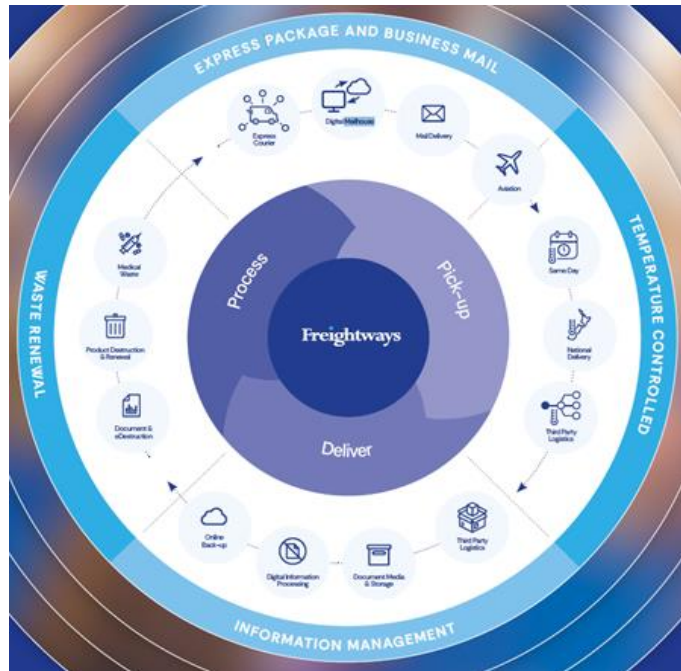 EXPRESS PACKAGE AND BUSINESS MAIL
Express
Courier
Digital Mailhouse
Mail Delivery
Aviation
TEMPERATURE CONTROLLED
Same Day
National
Delivery
Third Party
Logistics
Third Party
Logistics
Document Media
& Storage
Digital Information
Processing
Online
Back-up
INFORMATION MANAGEMENT
WASTE RENEWAL
Document &
eDestruction
Product Destruction
& Renewal
Medical
Waste
Process
Pick-up
Deliver
Freightways